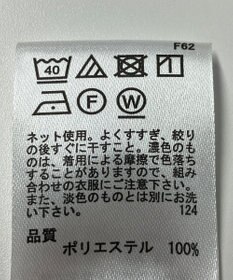 F62
40
F
W
ネット使用。よくすすぎ、絞り
の後すぐに干すこと。濃色のも
のは、着用による摩擦で色落ち
することがありますので、組み
合わせの衣服にご注意下さい。
また、淡色のものとは別にお洗
い下さい。 124
品質
ポリエステル 100%